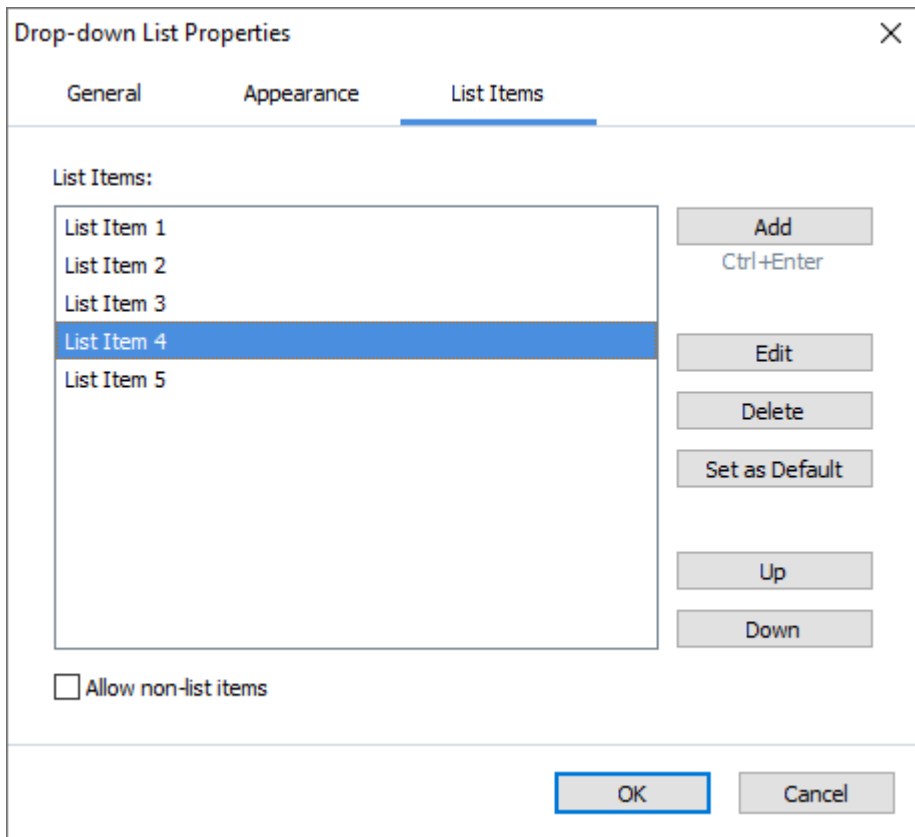 Drop-down List Properties
General Appearance List Items
List Items:
List Item 1
List Item 2
List Item 3
List Item 4
List Item 5
Add
Ctrl+Enter
Edit
Delete
Set as Default
Up
Down
Allow non-list items
OK Cancel